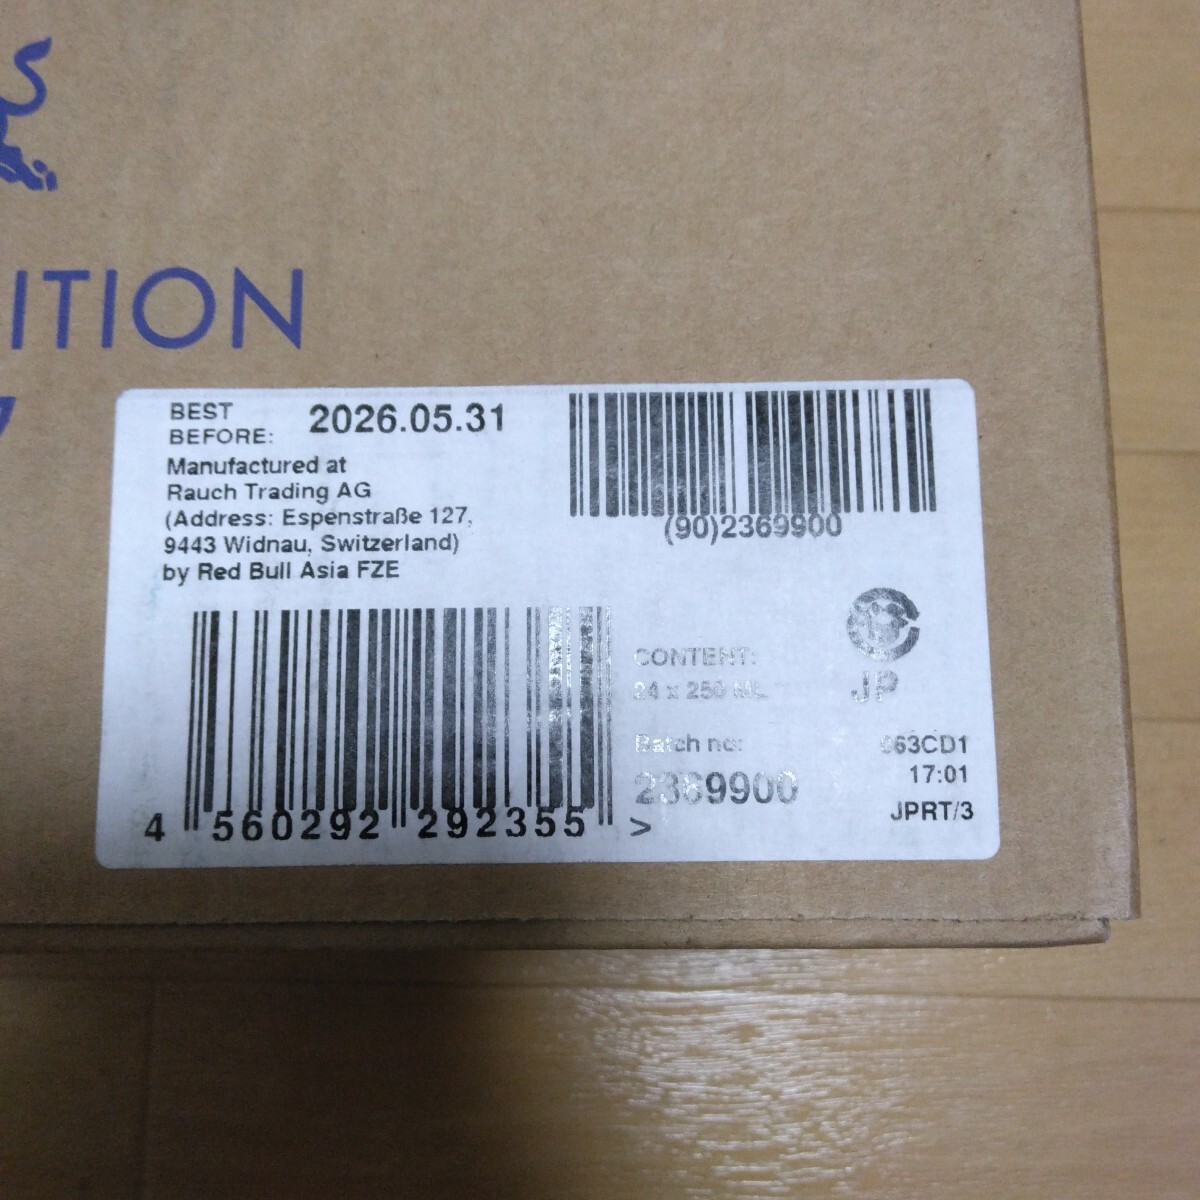 ITION
BEST
BEFORE: 2026.05.31
Manufactured at
Rauch Trading AG
(Address: Espenstraße 127,
9443 Widnau, Switzerland)
by Red Bull Asia FZE
(90)2369900
CONTENT:
24 x 250 ML
JP
Batch no:
2369900
063CD1
17:01
JPRT/3
4 560292 292355 >